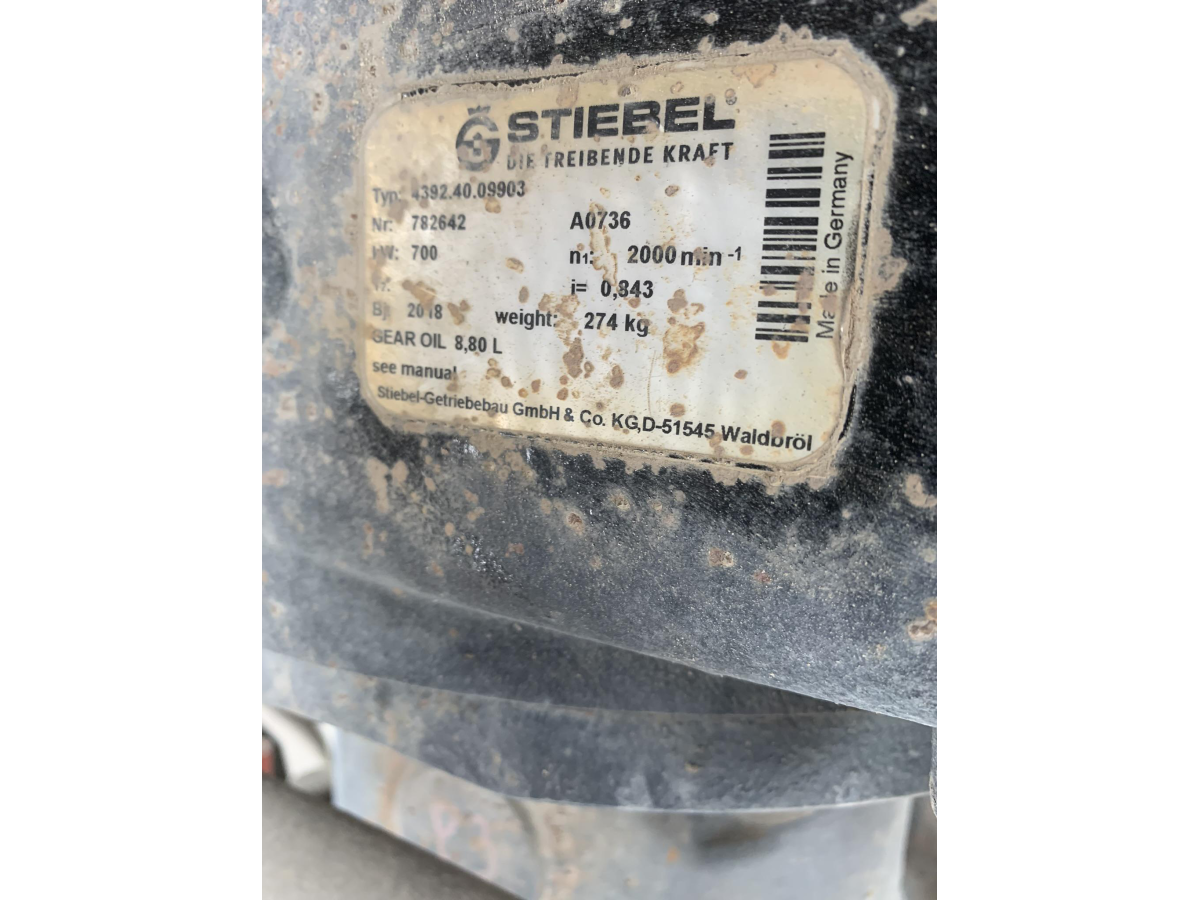 STIEBEL
DIE TREIBENDE KRAFT
Typ: 4392.40.09903
Nr: 782642 A0736
kW: 700 n1: 2000 min -1
i= 0,843
Bj: 2018 weight: 274 kg
GEAR OIL 8,80 L
see manual
Stiebel-Getriebebau GmbH & Co. KG,D-51545 Waldbröl
Made in Germany